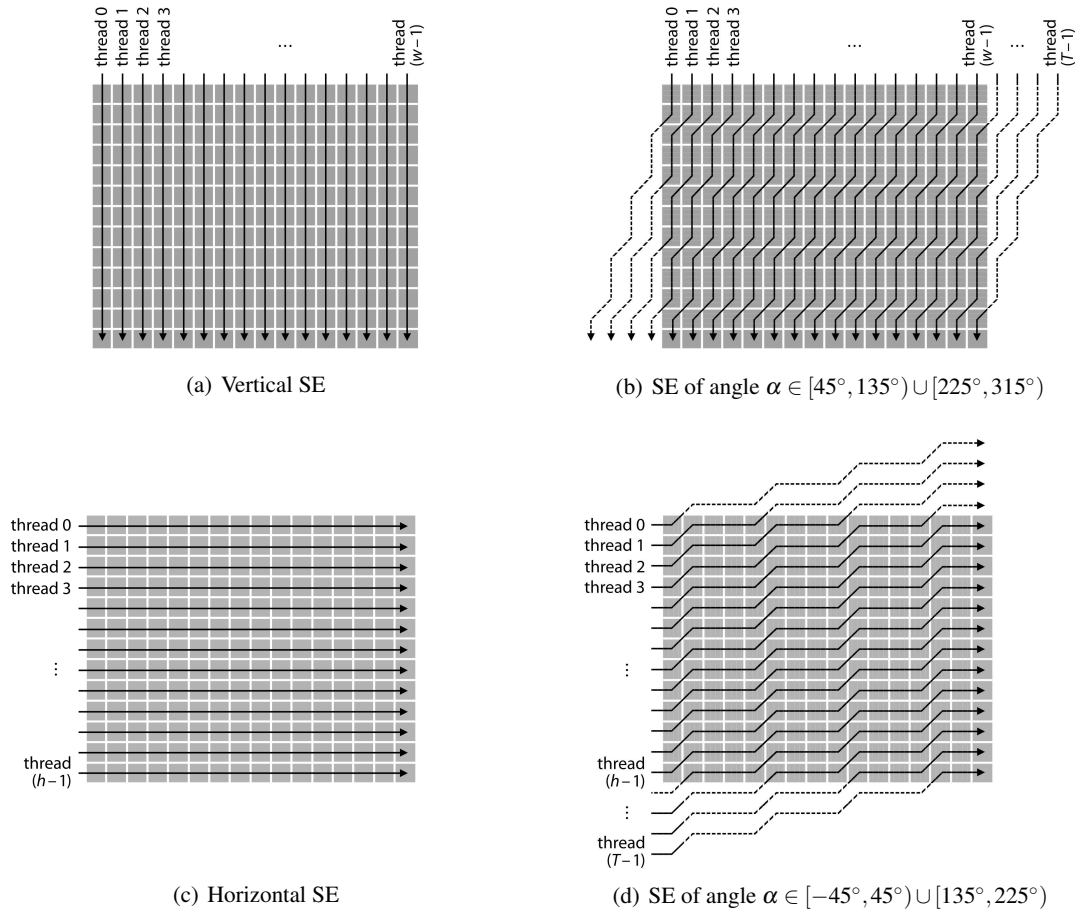 thread 0
thread 1
thread 2
thread 3
...
thread
(w−1)
(a) Vertical SE
thread 0
thread 1
thread 2
thread 3
...
thread
(w−1)
...
thread
(T−1)
(b) SE of angle α ∈ [45°, 135°) ∪ [225°, 315°)
thread 0
thread 1
thread 2
thread 3
⋮
thread
(h−1)
(c) Horizontal SE
thread 0
thread 1
thread 2
thread 3
⋮
thread
(h−1)
⋮
thread
(T−1)
(d) SE of angle α ∈ [−45°, 45°) ∪ [135°, 225°)